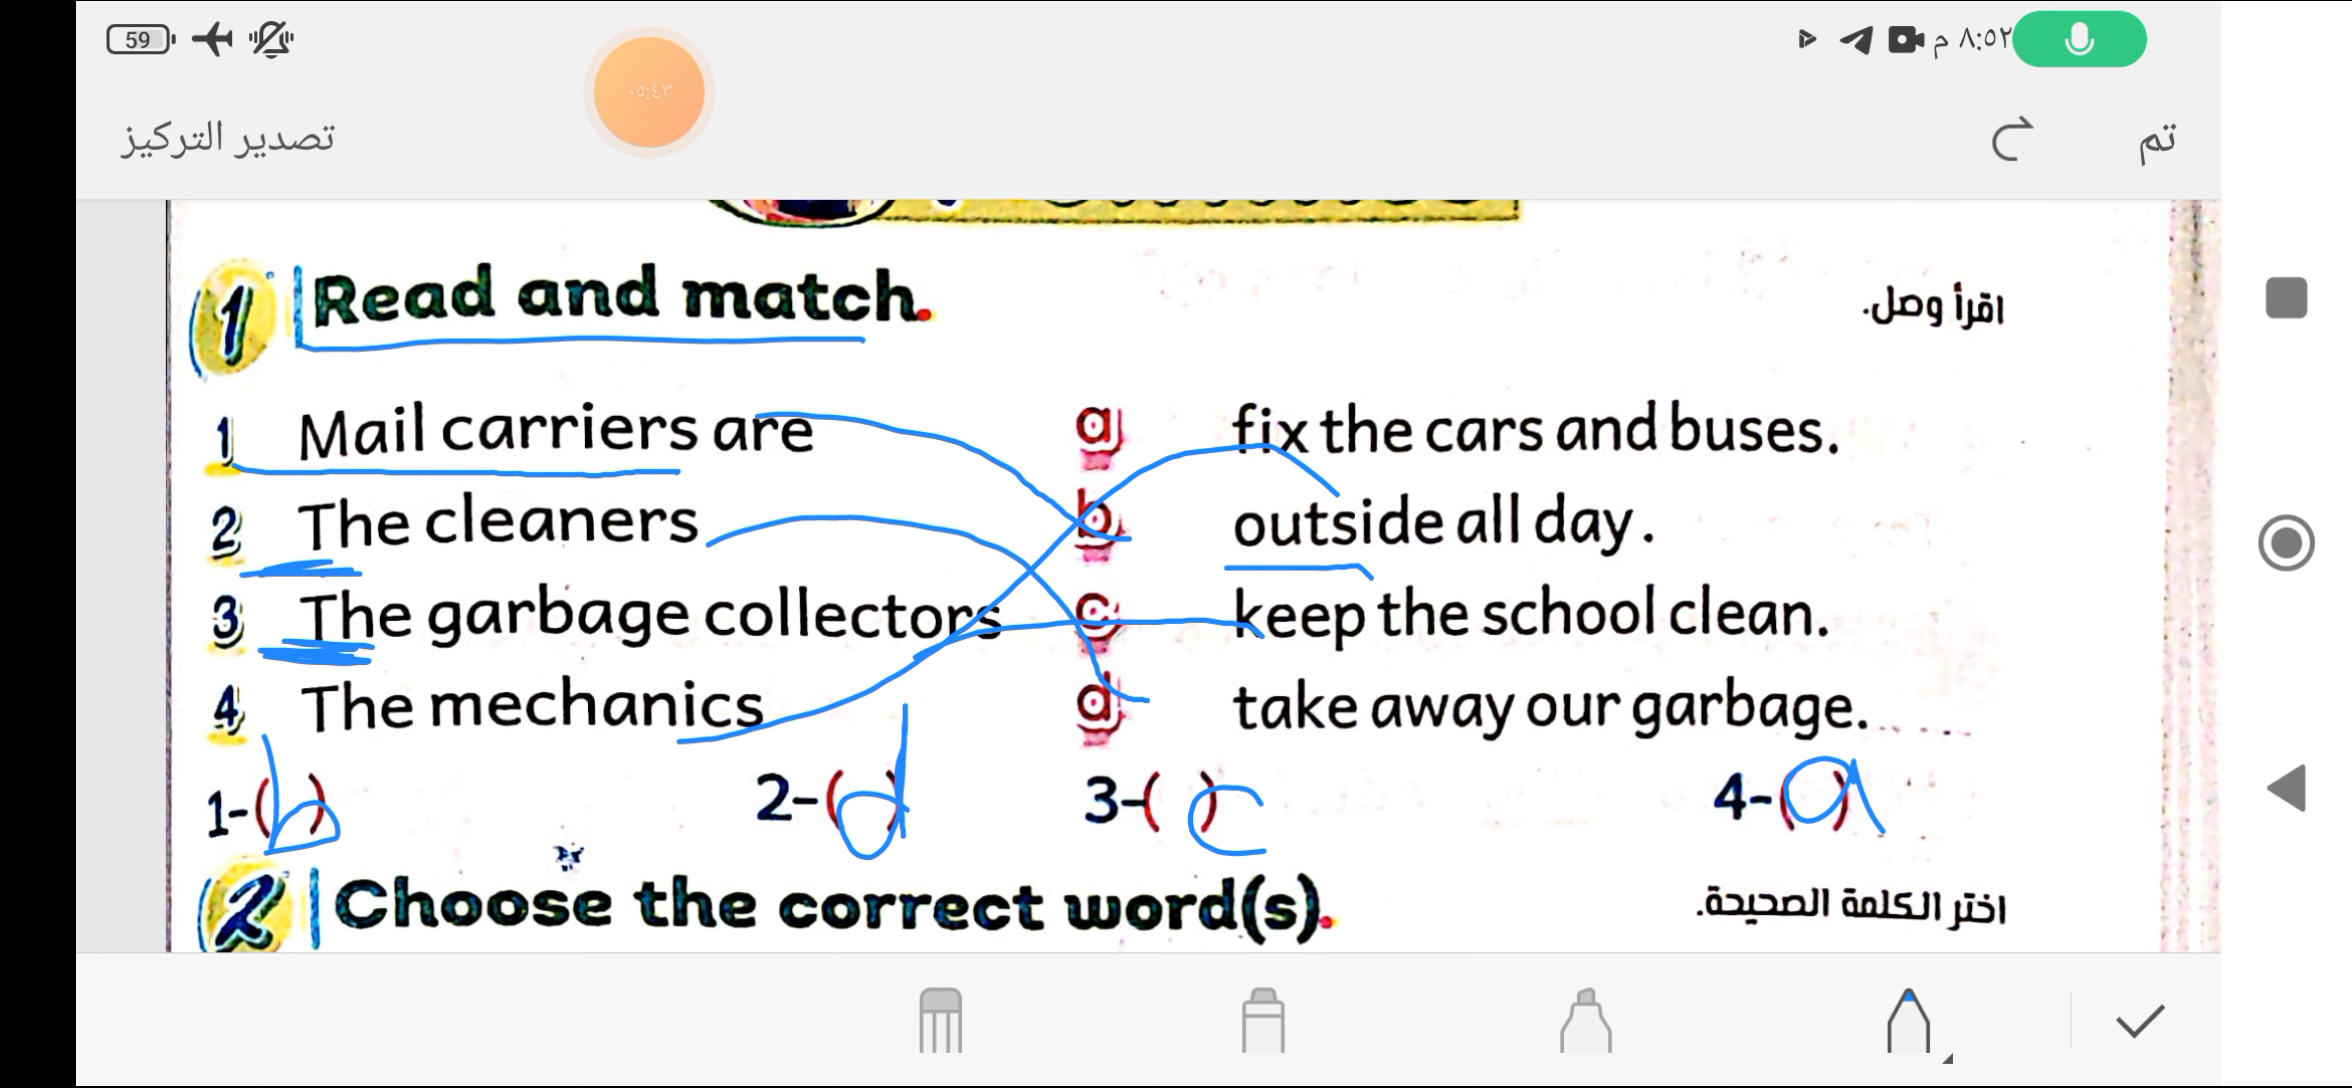 59
م ٨:٥٢
٠٥:٤٣
تصدير التركيز
تم
1 Read and match.
اقرأ وصل.
1 Mail carriers are
a fix the cars and buses.
2 The cleaners
b outside all day.
3 The garbage collectors
c keep the school clean.
4 The mechanics
d take away our garbage.
1-(b) 2-(d) 3-( )c 4-(a)
2 Choose the correct word(s).
اختر الكلمة الصحيحة.